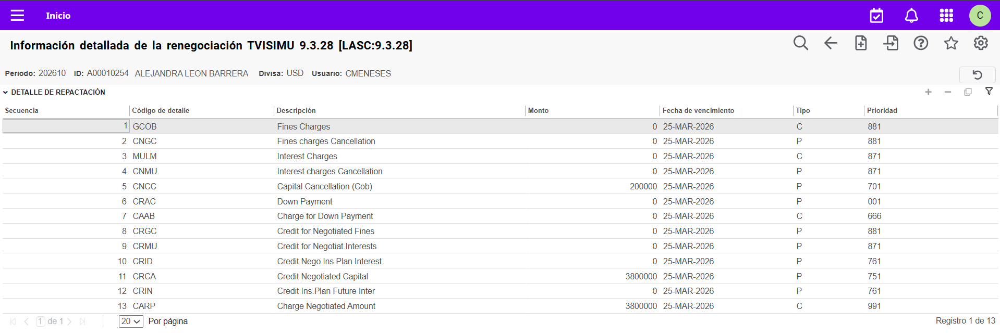 Inicio
C
Información detallada de la renegociación TVISIMU 9.3.28 [LASC:9.3.28]
Periodo: 202610 ID: A00010254 ALEJANDRA LEON BARRERA Divisa: USD Usuario: CMENESES
DETALLE DE REPACTACIÓN
Secuencia Código de detalle Descripción Monto Fecha de vencimiento Tipo Prioridad
1 GCOB Fines Charges 0 25-MAR-2026 C 881
2 CNGC Fines charges Cancellation 0 25-MAR-2026 P 881
3 MULM Interest Charges 0 25-MAR-2026 C 871
4 CNMU Interest charges Cancellation 0 25-MAR-2026 P 871
5 CNCC Capital Cancellation (Cob) 200000 25-MAR-2026 P 701
6 CRAC Down Payment 0 25-MAR-2026 P 001
7 CAAB Charge for Down Payment 0 25-MAR-2026 C 666
8 CRGC Credit for Negotiated Fines 0 25-MAR-2026 P 881
9 CRMU Credit for Negotiat.Interests 0 25-MAR-2026 P 871
10 CRID Credit Nego.Ins.Plan Interest 0 25-MAR-2026 P 761
11 CRCA Credit Negotiated Capital 3800000 25-MAR-2026 P 751
12 CRIN Credit Ins.Plan Future Inter 0 25-MAR-2026 P 761
13 CARP Charge Negotiated Amount 3800000 25-MAR-2026 C 991
1 de 1 20 Por página Registro 1 de 13